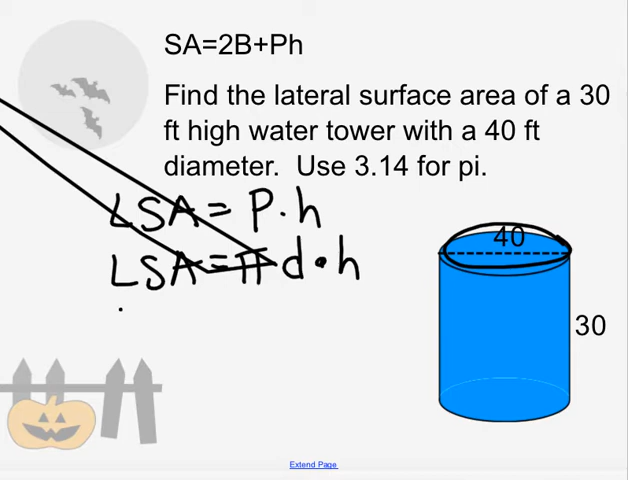 SA=2B+Ph
Find the lateral surface area of a 30
ft high water tower with a 40 ft
diameter. Use 3.14 for pi.
LSA = P·h
LSA = π d·h
40
30
Extend Page